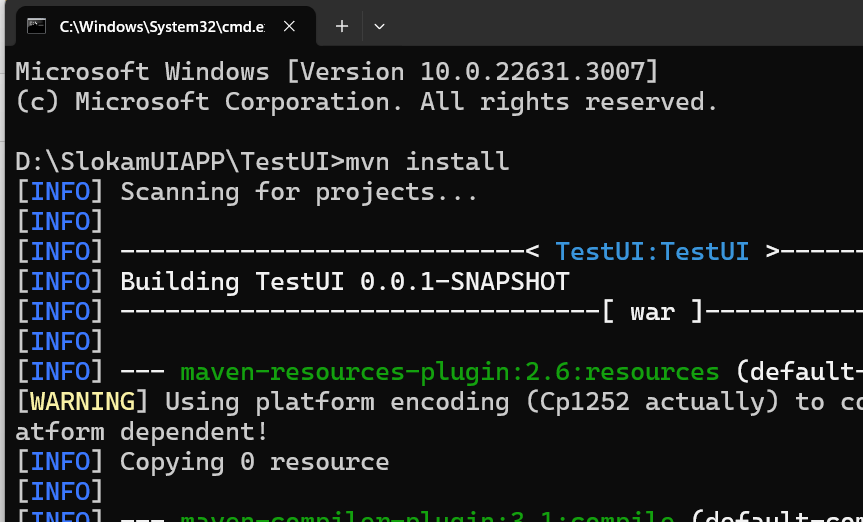 C:\Windows\System32\cmd.e
Microsoft Windows [Version 10.0.22631.3007]
(c) Microsoft Corporation. All rights reserved.
D:\SlokamUIAPP\TestUI>mvn install
[INFO] Scanning for projects...
[INFO]
[INFO] ---------------------------< TestUI:TestUI >------
[INFO] Building TestUI 0.0.1-SNAPSHOT
[INFO] --------------------------------[ war ]-----------
[INFO]
[INFO] --- maven-resources-plugin:2.6:resources (default-
[WARNING] Using platform encoding (Cp1252 actually) to co
atform dependent!
[INFO] Copying 0 resource
[INFO]
[INFO] --- maven-compiler-plugin:3.1:compile (default-com